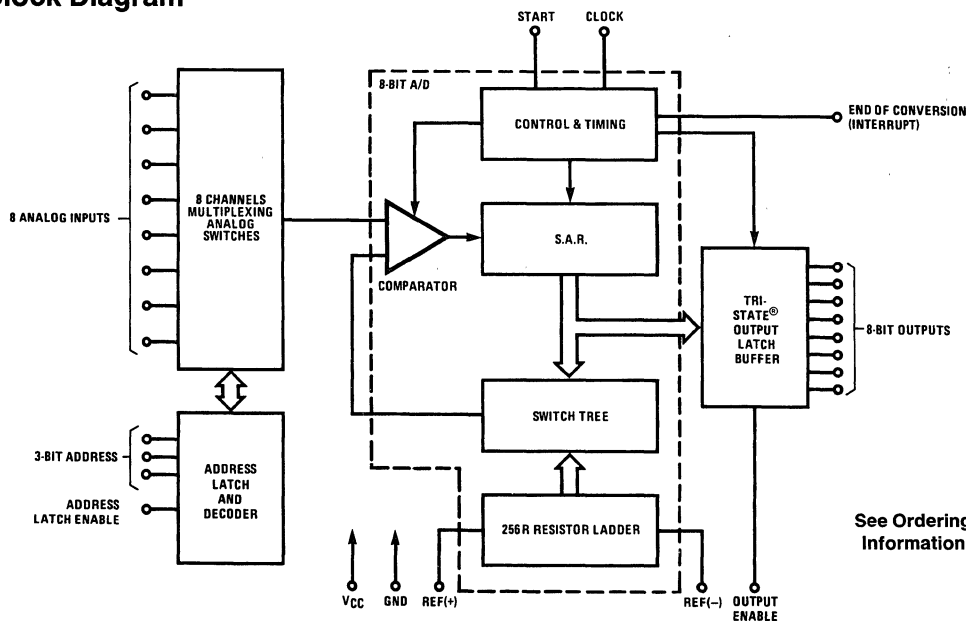 Block Diagram
START
CLOCK
8-BIT A/D
CONTROL & TIMING
END OF CONVERSION
(INTERRUPT)
8 ANALOG INPUTS
8 CHANNELS
MULTIPLEXING
ANALOG
SWITCHES
COMPARATOR
S.A.R.
TRI-
STATE®
OUTPUT
LATCH
BUFFER
8-BIT OUTPUTS
SWITCH TREE
3-BIT ADDRESS
ADDRESS
LATCH ENABLE
ADDRESS
LATCH
AND
DECODER
256R RESISTOR LADDER
See Ordering
Information
VCC
GND
REF(+)
REF(−)
OUTPUT
ENABLE